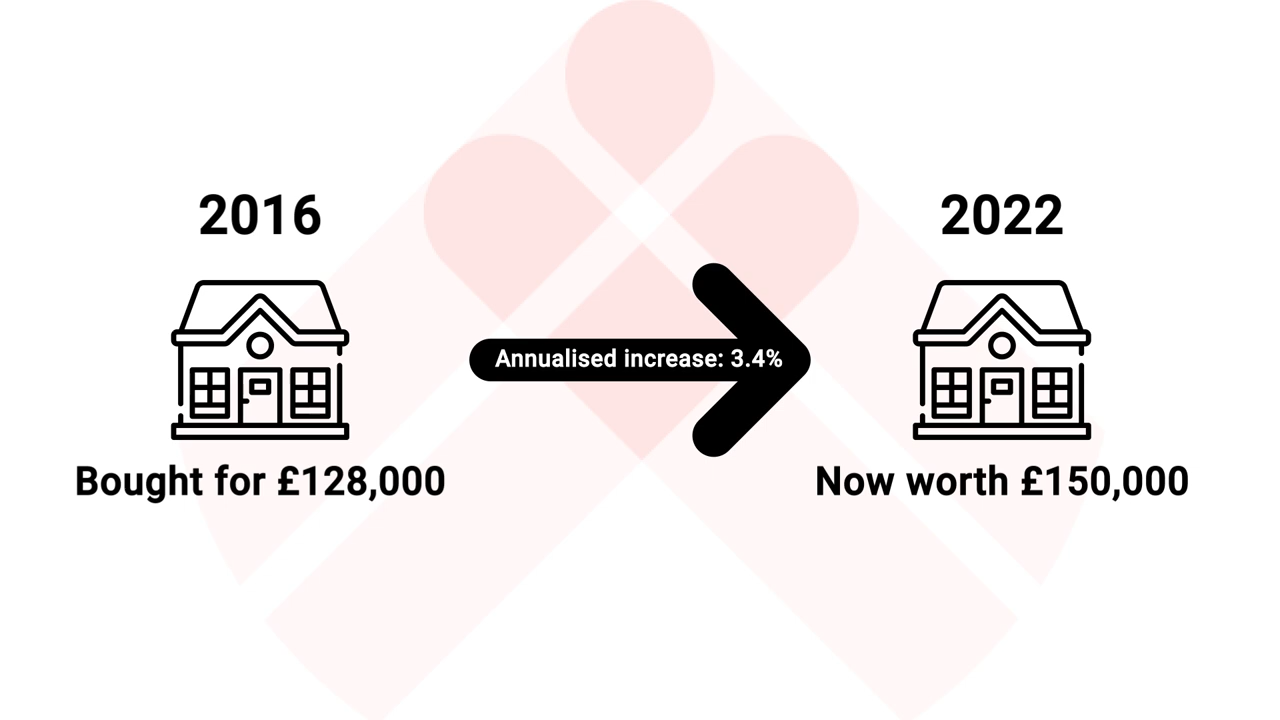 2016
2022
Annualised increase: 3.4%
Bought for £128,000
Now worth £150,000